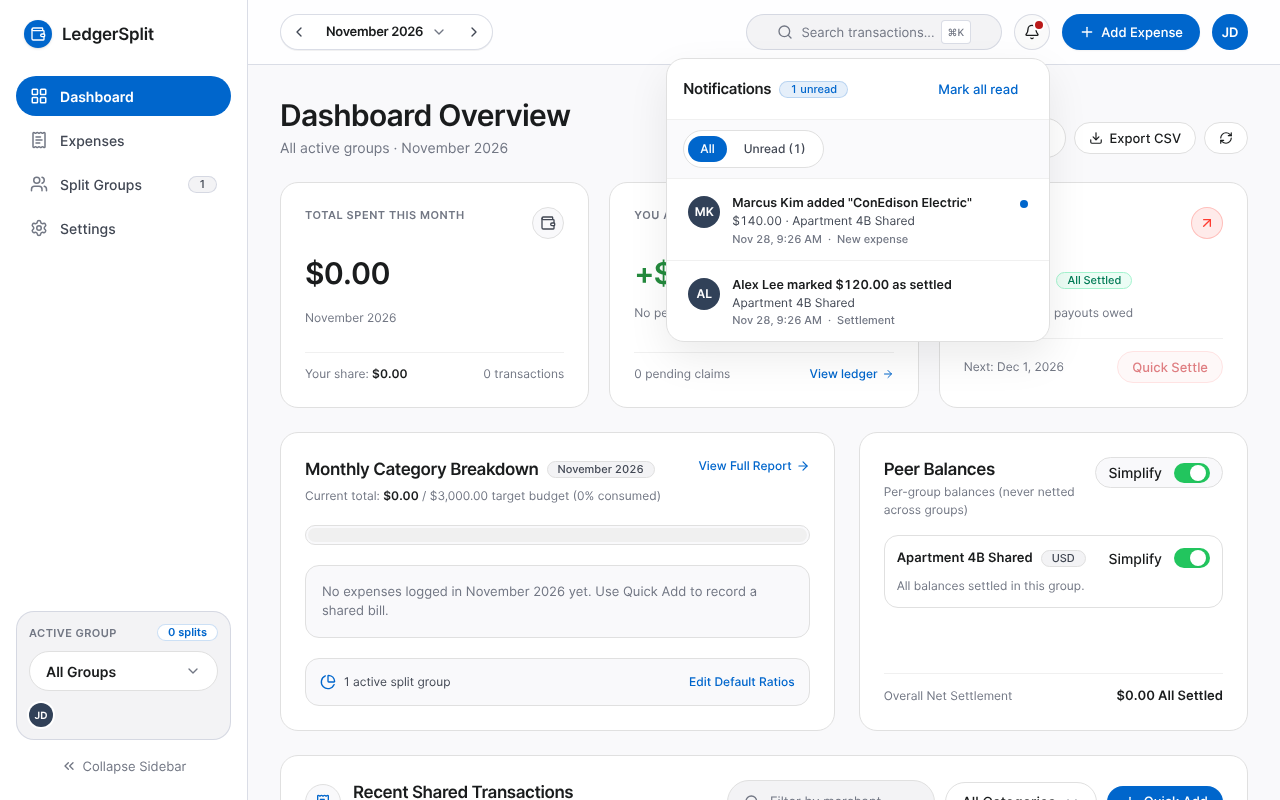 LedgerSplit
Dashboard
Expenses
Split Groups 1
Settings
ACTIVE GROUP 0 splits
All Groups
JD
Collapse Sidebar
November 2026
Search transactions... ⌘K
Add Expense
JD
Dashboard Overview
All active groups · November 2026
Export CSV
Notifications 1 unread Mark all read
All Unread (1)
MK
Marcus Kim added "ConEdison Electric"
$140.00 · Apartment 4B Shared
Nov 28, 9:26 AM · New expense
AL
Alex Lee marked $120.00 as settled
Apartment 4B Shared
Nov 28, 9:26 AM · Settlement
TOTAL SPENT THIS MONTH
$0.00
November 2026
Your share: $0.00 0 transactions
YOU
+$
No
0 pending claims View ledger →
All Settled
payouts owed
Next: Dec 1, 2026 Quick Settle
Monthly Category Breakdown November 2026 View Full Report →
Current total: $0.00 / $3,000.00 target budget (0% consumed)
No expenses logged in November 2026 yet. Use Quick Add to record a
shared bill.
1 active split group Edit Default Ratios
Peer Balances Simplify
Per-group balances (never netted
across groups)
Apartment 4B Shared USD Simplify
All balances settled in this group.
Overall Net Settlement $0.00 All Settled
Recent Shared Transactions Filter by merchant... All Categories Quick Add